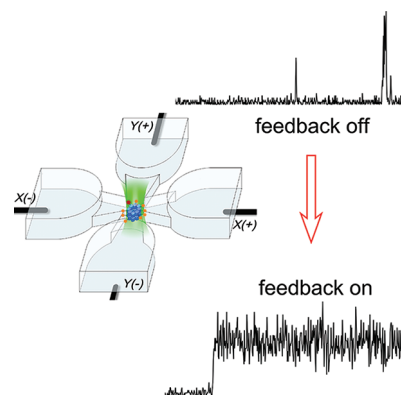 feedback off
Y(+)
X(-)
X(+)
Y(-)
feedback on